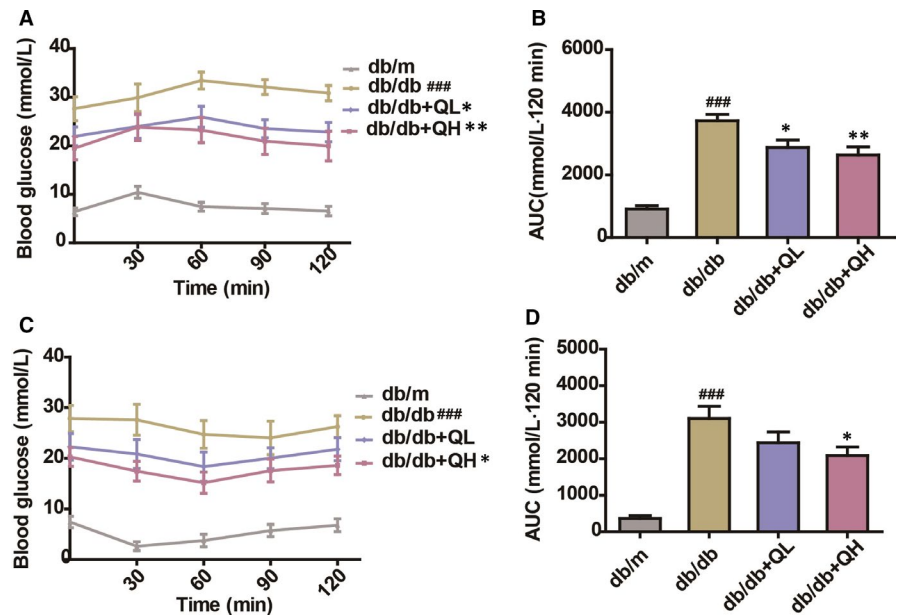 A
Blood glucose (mmol/L)
40
30
20
10
0
30
60
90
120
Time (min)
db/m
db/db ###
db/db+QL *
db/db+QH **
B
AUC(mmol/L·120 min)
6000
4000
2000
0
###
*
**
db/m
db/db
db/db+QL
db/db+QH
C
Blood glucose (mmol/L)
40
30
20
10
0
30
60
90
120
Time (min)
db/m
db/db ###
db/db+QL
db/db+QH *
D
AUC (mmol/L·120 min)
5000
4000
3000
2000
1000
0
###
*
db/m
db/db
db/db+QL
db/db+QH